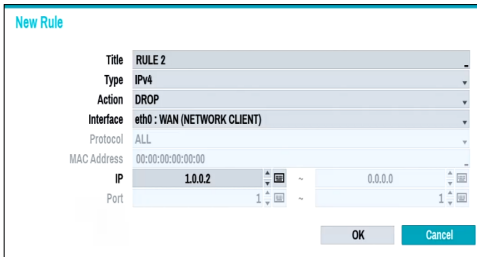 New Rule
Title RULE 2
Type IPv4
Action DROP
Interface eth0 : WAN (NETWORK CLIENT)
Protocol ALL
MAC Address 00:00:00:00:00:00
IP 1.0.0.2 ~ 0.0.0.0
Port 1 ~ 1
OK Cancel